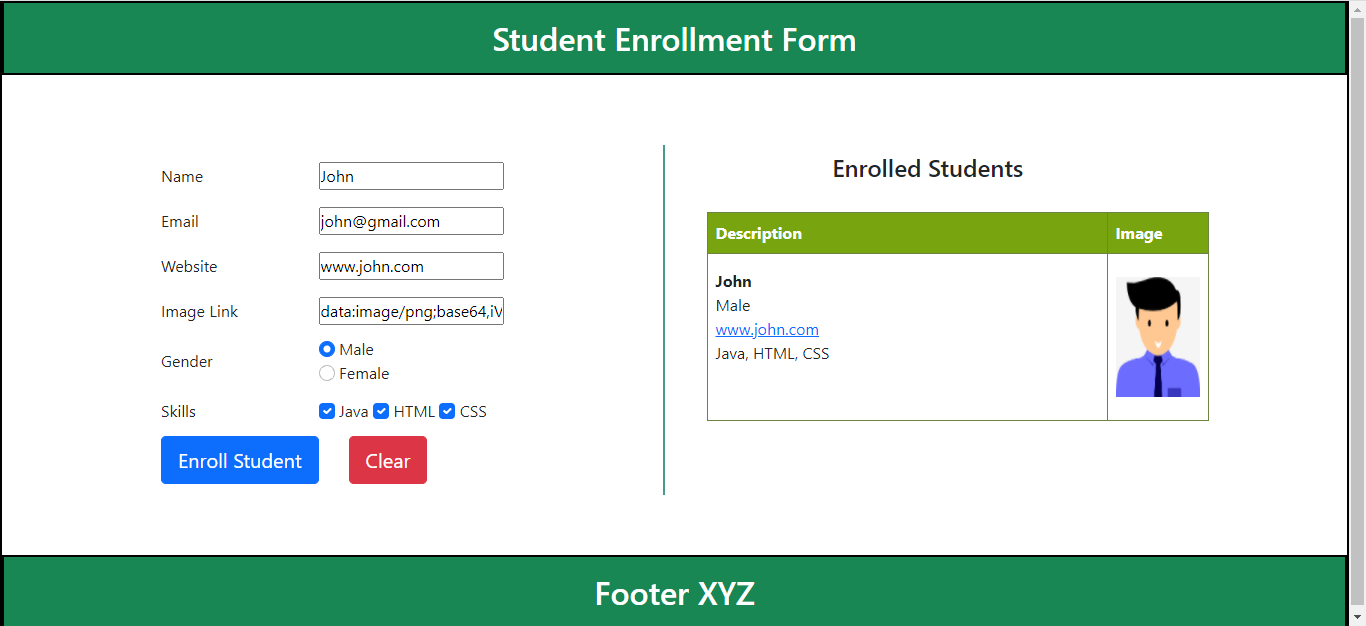 Student Enrollment Form
Name John
Email john@gmail.com
Website www.john.com
Image Link data:image/png;base64,iV
Gender
Male
Female
Skills Java HTML CSS
Enroll Student Clear
Enrolled Students
Description Image
John
Male
www.john.com
Java, HTML, CSS
Footer XYZ